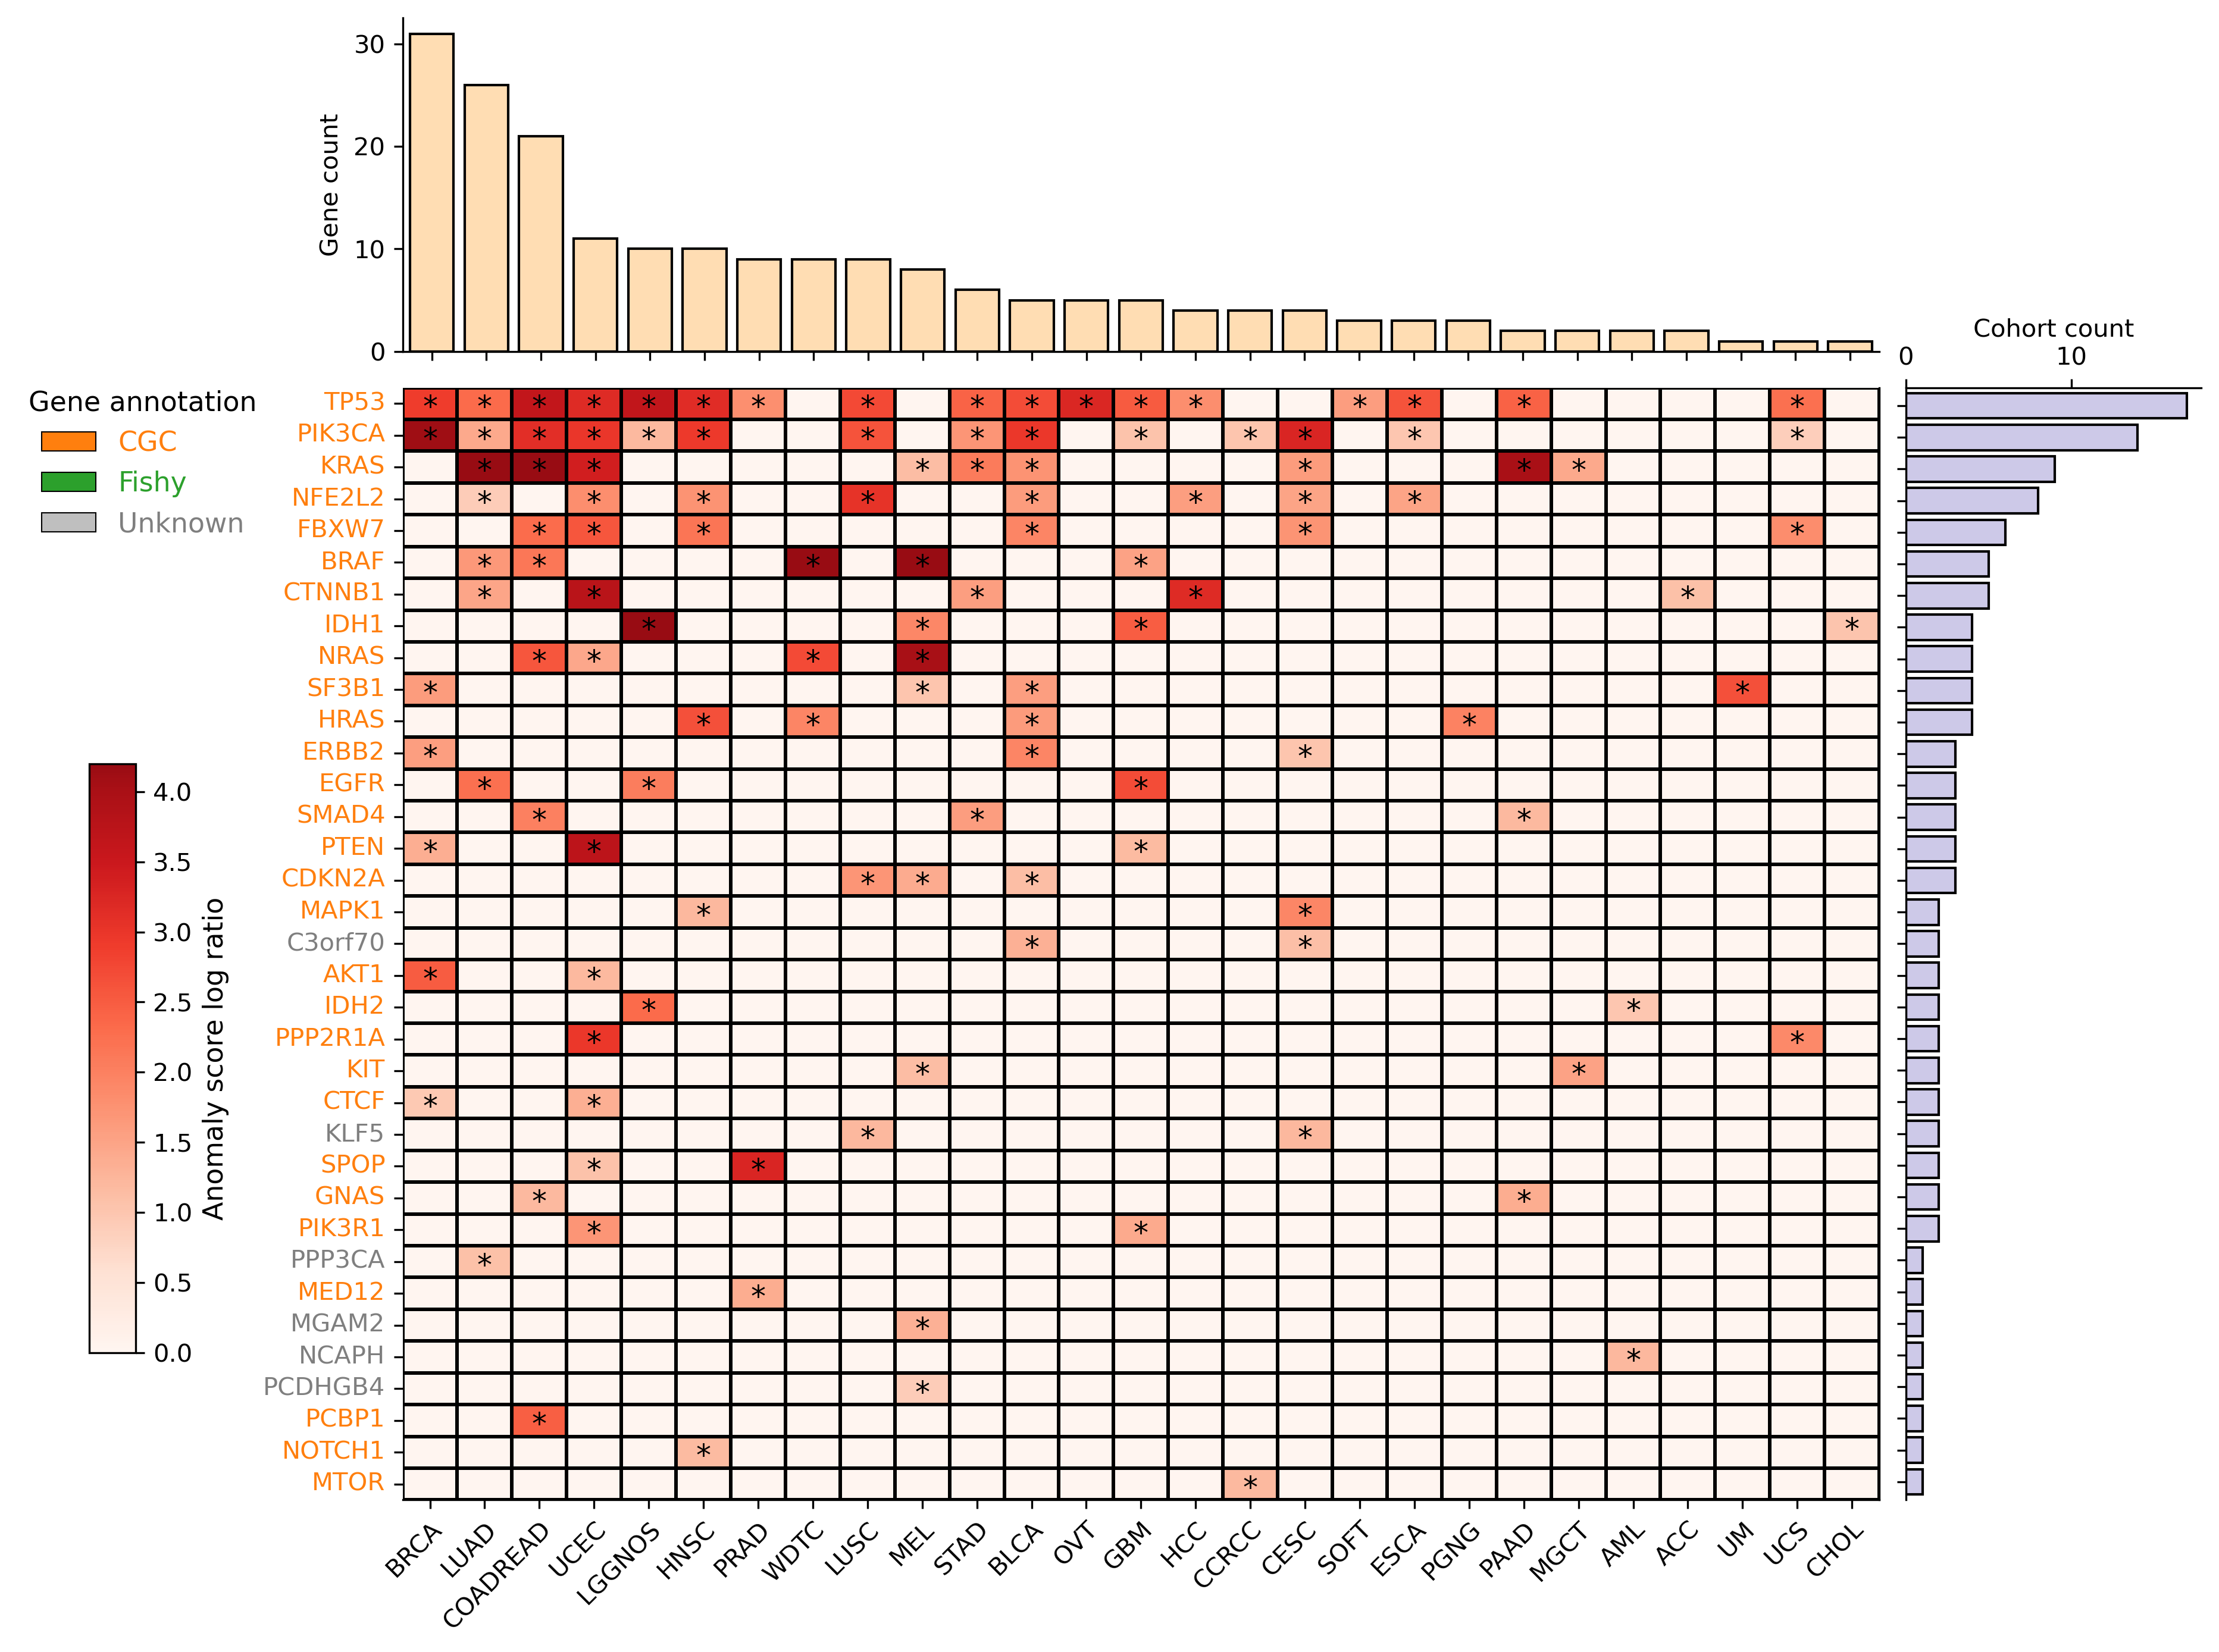 30
20
10
0
Gene count
Cohort count
0
10
Gene annotation
CGC
Fishy
Unknown
TP53
PIK3CA
KRAS
NFE2L2
FBXW7
BRAF
CTNNB1
IDH1
NRAS
SF3B1
HRAS
ERBB2
EGFR
SMAD4
PTEN
CDKN2A
MAPK1
C3orf70
AKT1
IDH2
PPP2R1A
KIT
CTCF
KLF5
SPOP
GNAS
PIK3R1
PPP3CA
MED12
MGAM2
NCAPH
PCDHGB4
PCBP1
NOTCH1
MTOR
4.0
3.5
3.0
2.5
2.0
1.5
1.0
0.5
0.0
Anomaly score log ratio
BRCA
LUAD
COADREAD
UCEC
LGGNOS
HNSC
PRAD
WDTC
LUSC
MEL
STAD
BLCA
OVT
GBM
HCC
CCRCC
CESC
SOFT
ESCA
PGNG
PAAD
MGCT
AML
ACC
UM
UCS
CHOL